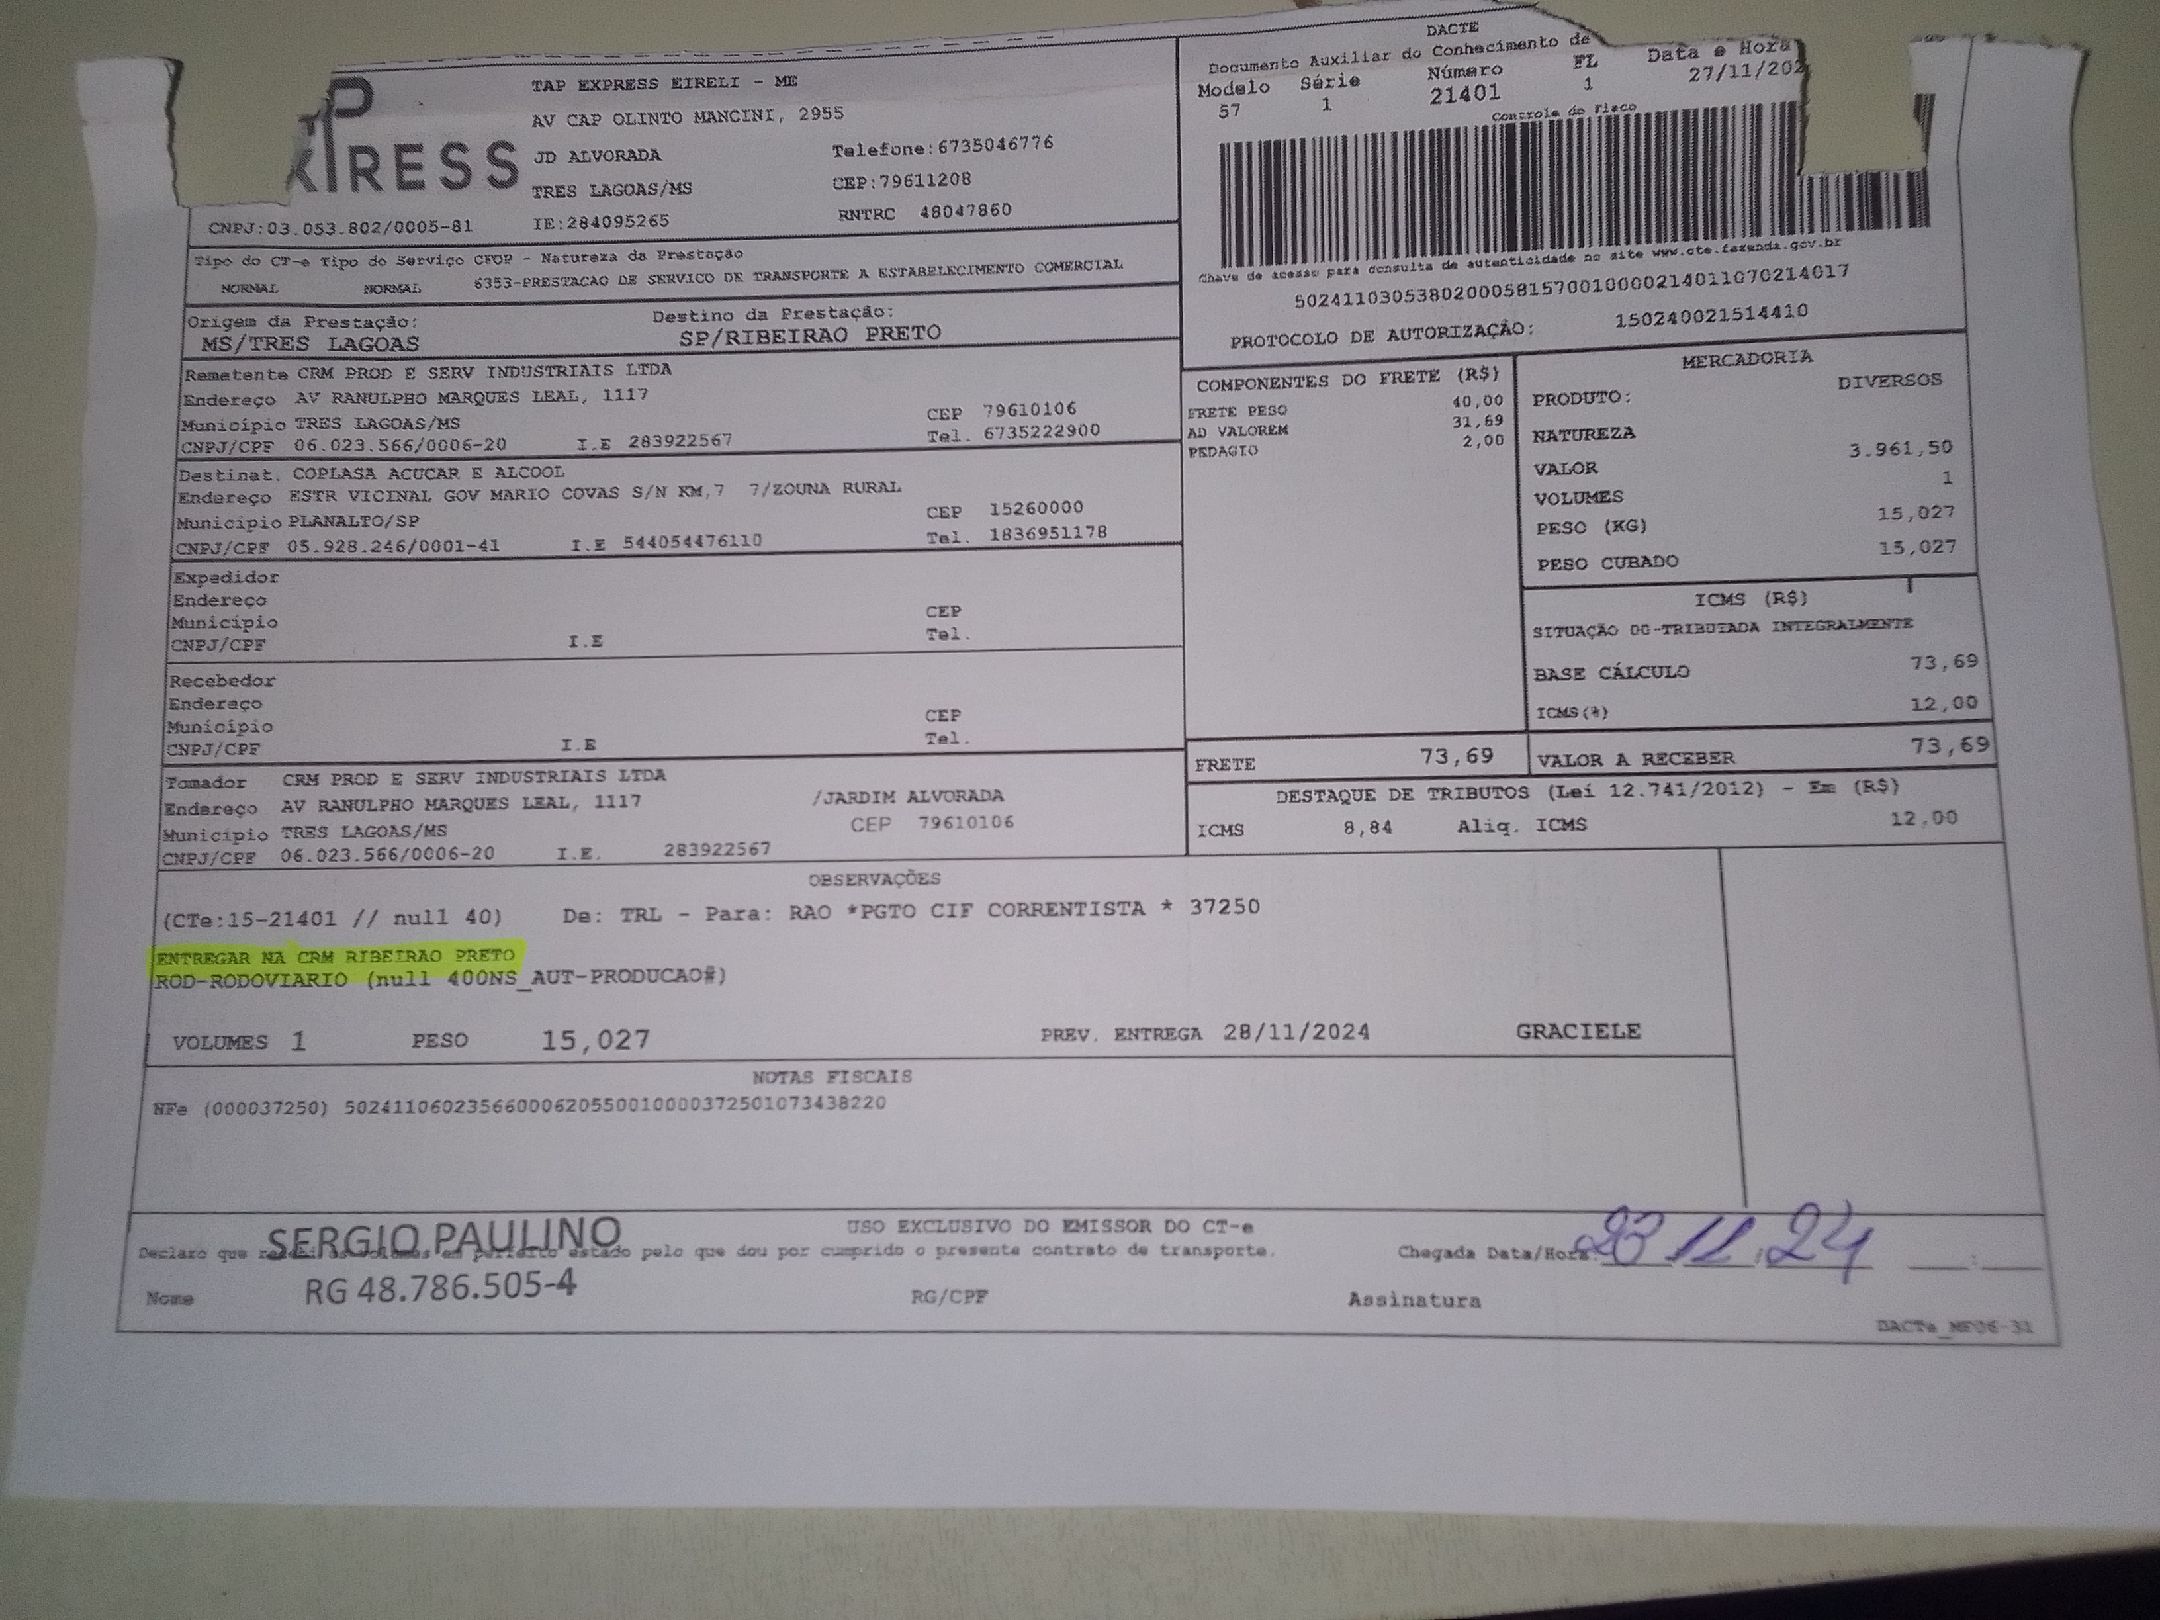 TAP EXPRESS EIRELI - ME
AV CAP OLINTO MANCINI, 2955
JD ALVORADA
Telefone:6735046776
TRES LAGOAS/MS
CEP:79611208
CNPJ:03.053.802/0005-81
IE:284095265
RNTRC 48047860
DACTE
Documento Auxiliar do Conhecimento de
Modelo Série Número FL Data e Hora
57 1 21401 1 27/11/202
Controle do Fisco
Chave de acesso para consulta de autenticidade no site www.cte.fazenda.gov.br
50241103053802000581570010000214011070214017
PROTOCOLO DE AUTORIZAÇÃO: 150240021514410
Tipo do CT-e Tipo do Serviço CFOP - Natureza da Prestação
NORMAL NORMAL 6353-PRESTACAO DE SERVICO DE TRANSPORTE A ESTABELECIMENTO COMERCIAL
Origem da Prestação: Destino da Prestação:
MS/TRES LAGOAS SP/RIBEIRAO PRETO
Remetente CRM PROD E SERV INDUSTRIAIS LTDA
Endereço AV RANULPHO MARQUES LEAL, 1117
Município TRES LAGOAS/MS CEP 79610106
CNPJ/CPF 06.023.566/0006-20 I.E 283922567 Tel. 6735222900
Destinat. COPLASA ACUCAR E ALCOOL
Endereço ESTR VICINAL GOV MARIO COVAS S/N KM,7 7/ZOUNA RURAL
Município PLANALTO/SP CEP 15260000
CNPJ/CPF 05.928.246/0001-41 I.E 544054476110 Tel. 1836951178
Expedidor
Endereço
Município CEP
CNPJ/CPF I.E Tel.
Recebedor
Endereço
Município CEP
CNPJ/CPF I.E Tel.
Tomador CRM PROD E SERV INDUSTRIAIS LTDA
Endereço AV RANULPHO MARQUES LEAL, 1117 /JARDIM ALVORADA
Município TRES LAGOAS/MS CEP 79610106
CNPJ/CPF 06.023.566/0006-20 I.E. 283922567
COMPONENTES DO FRETE (R$)
FRETE PESO 40,00
AD VALOREM 31,69
PEDAGIO 2,00
FRETE 73,69
MERCADORIA
PRODUTO: DIVERSOS
NATUREZA
VALOR 3.961,50
VOLUMES 1
PESO (KG) 15,027
PESO CUBADO 15,027
ICMS (R$)
SITUAÇÃO 00-TRIBUTADA INTEGRALMENTE
BASE CÁLCULO 73,69
ICMS(%) 12,00
VALOR A RECEBER 73,69
DESTAQUE DE TRIBUTOS (Lei 12.741/2012) - Em (R$)
ICMS 8,84 Aliq. ICMS 12,00
OBSERVAÇÕES
(CTe:15-21401 // null 40) De: TRL - Para: RAO *PGTO CIF CORRENTISTA * 37250
ENTREGAR NA CRM RIBEIRAO PRETO
ROD-RODOVIARIO (null 400NS_AUT-PRODUCAO#)
VOLUMES 1 PESO 15,027 PREV. ENTREGA 28/11/2024 GRACIELE
NOTAS FISCAIS
NFe (000037250) 50241106023566000620550010000372501073438220
SERGIO PAULINO
USO EXCLUSIVO DO EMISSOR DO CT-e
Declaro que recebi os volumes em perfeito estado pelo que dou por cumprido o presente contrato de transporte.
Chegada Data/Hora: 11 / 24
RG 48.786.505-4
Nome RG/CPF Assinatura